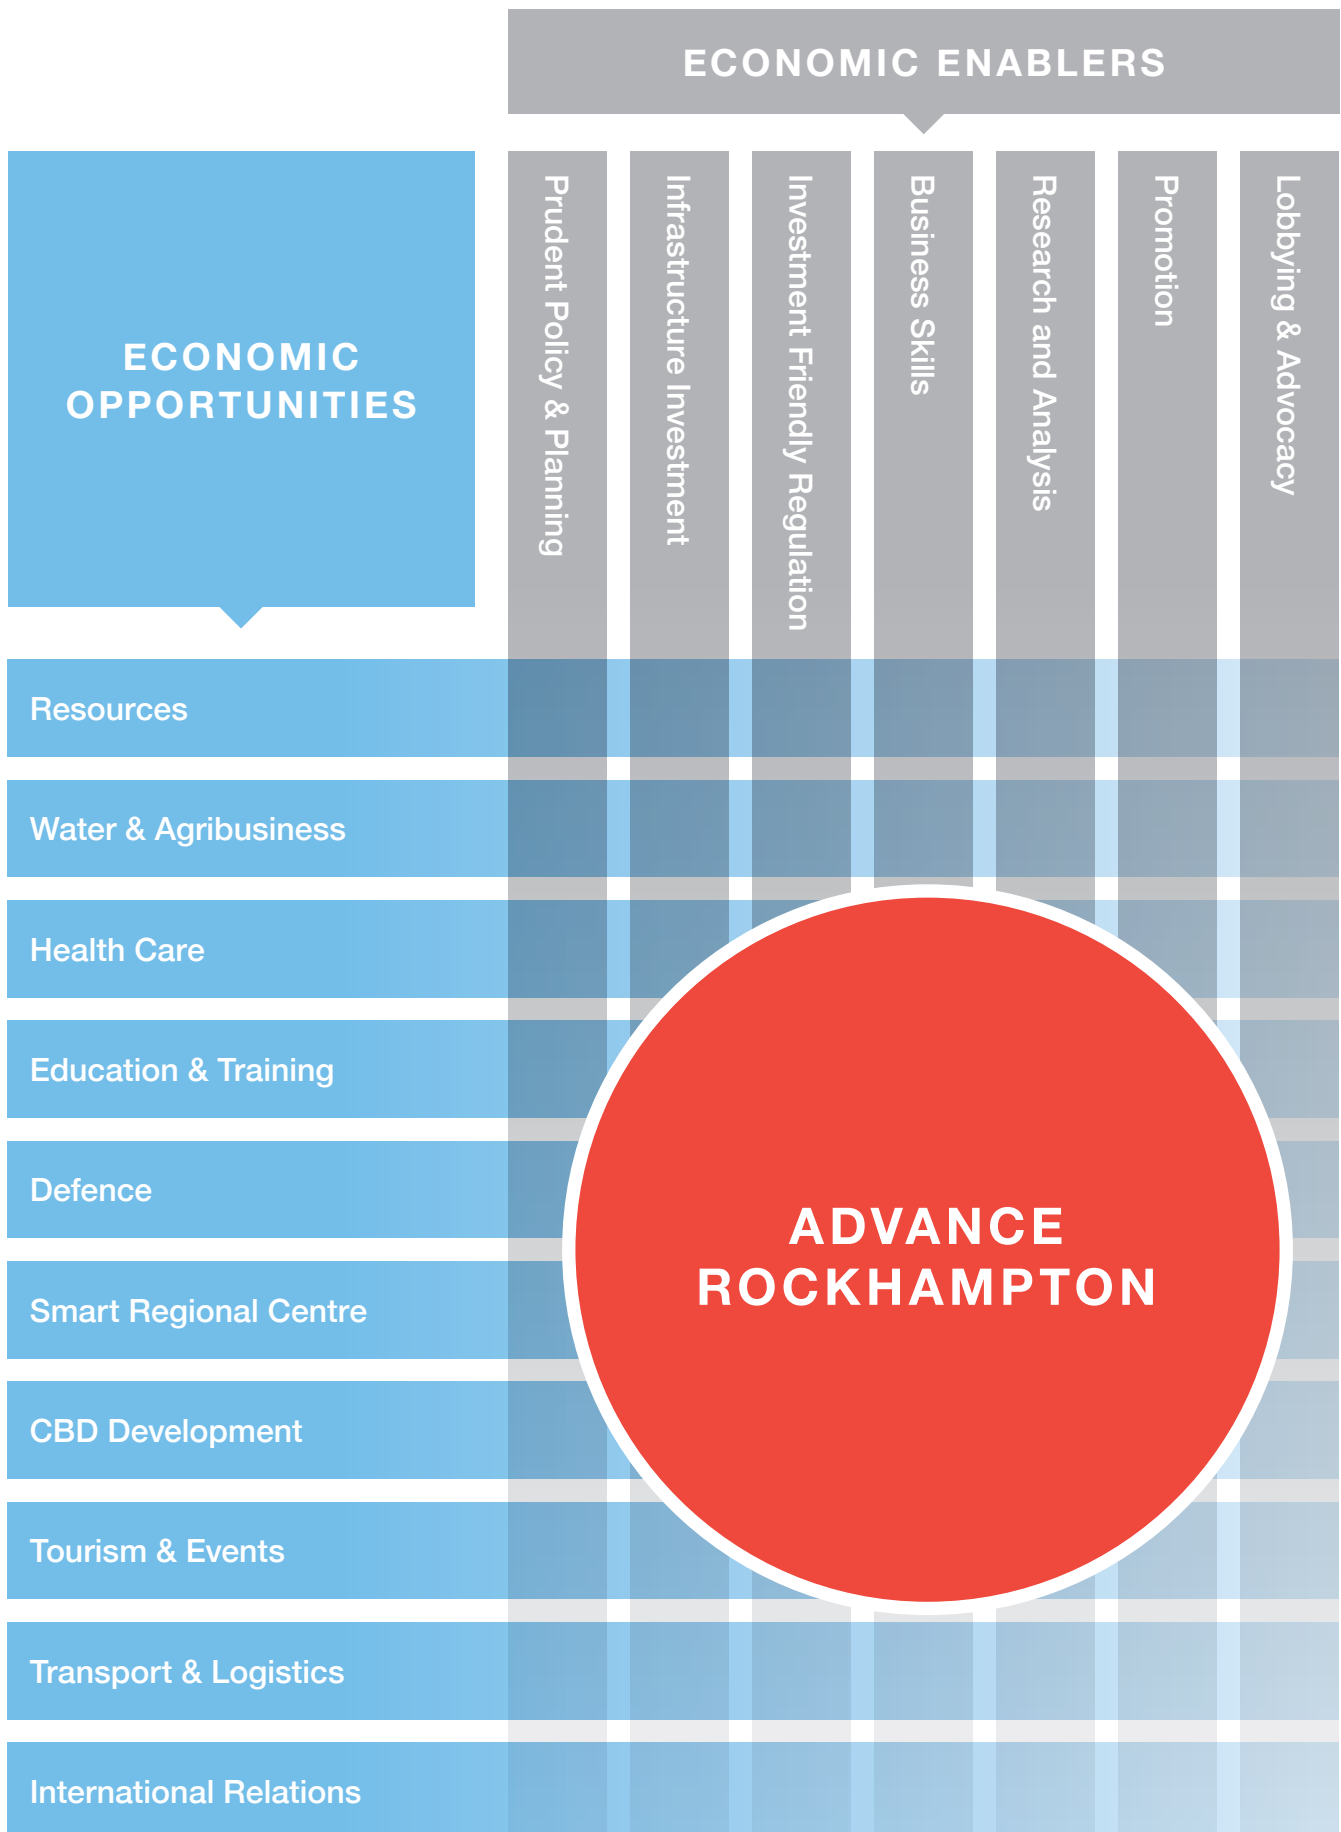 ECONOMIC ENABLERS
ECONOMIC
OPPORTUNITIES
Prudent Policy & Planning
Infrastructure Investment
Investment Friendly Regulation
Business Skills
Research and Analysis
Promotion
Lobbying & Advocacy
Resources
Water & Agribusiness
Health Care
Education & Training
Defence
Smart Regional Centre
CBD Development
Tourism & Events
Transport & Logistics
International Relations
ADVANCE
ROCKHAMPTON